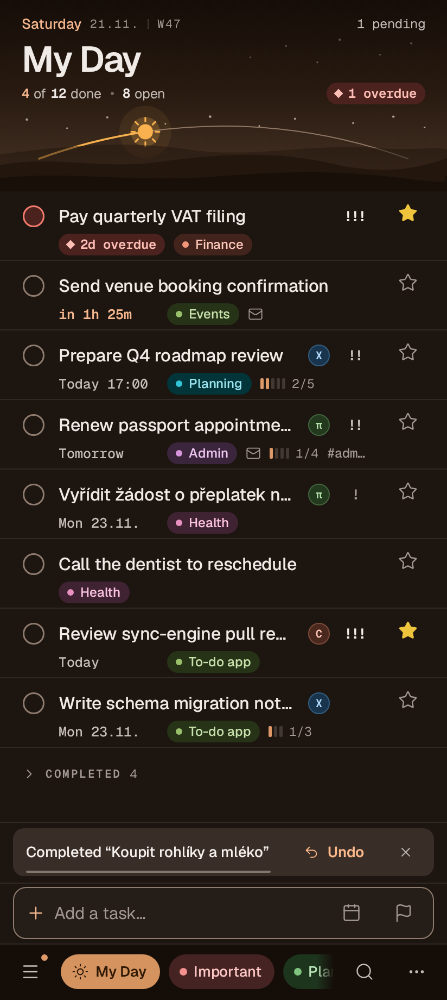 Saturday 21.11. | W47 1 pending
My Day
4 of 12 done • 8 open ◆ 1 overdue
Pay quarterly VAT filing !!!
◆ 2d overdue • Finance
Send venue booking confirmation
in 1h 25m • Events
Prepare Q4 roadmap review X !!
Today 17:00 • Planning 2/5
Renew passport appointme… π !!
Tomorrow • Admin 1/4 #adm…
Vyřídit žádost o přeplatek n… π !
Mon 23.11. • Health
Call the dentist to reschedule
• Health
Review sync-engine pull re… C !!!
Today • To-do app
Write schema migration not… X
Mon 23.11. • To-do app 1/3
COMPLETED 4
Completed “Koupit rohlíky a mléko” Undo ×
+ Add a task…
My Day • Important • Pla